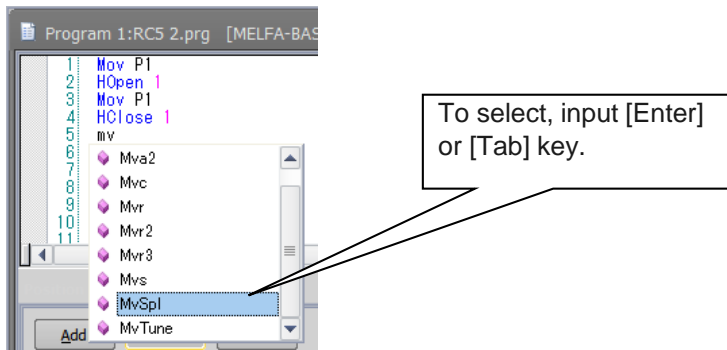 Program 1:RC5 2.prg [MELFA-BAS
1 Mov P1
2 HOpen 1
3 Mov P1
4 HClose 1
5 mv
6
7
8
9
10
11
Mva2
Mvc
Mvr
Mvr2
Mvr3
Mvs
MvSpl
MvTune
Add
To select, input [Enter]
or [Tab] key.